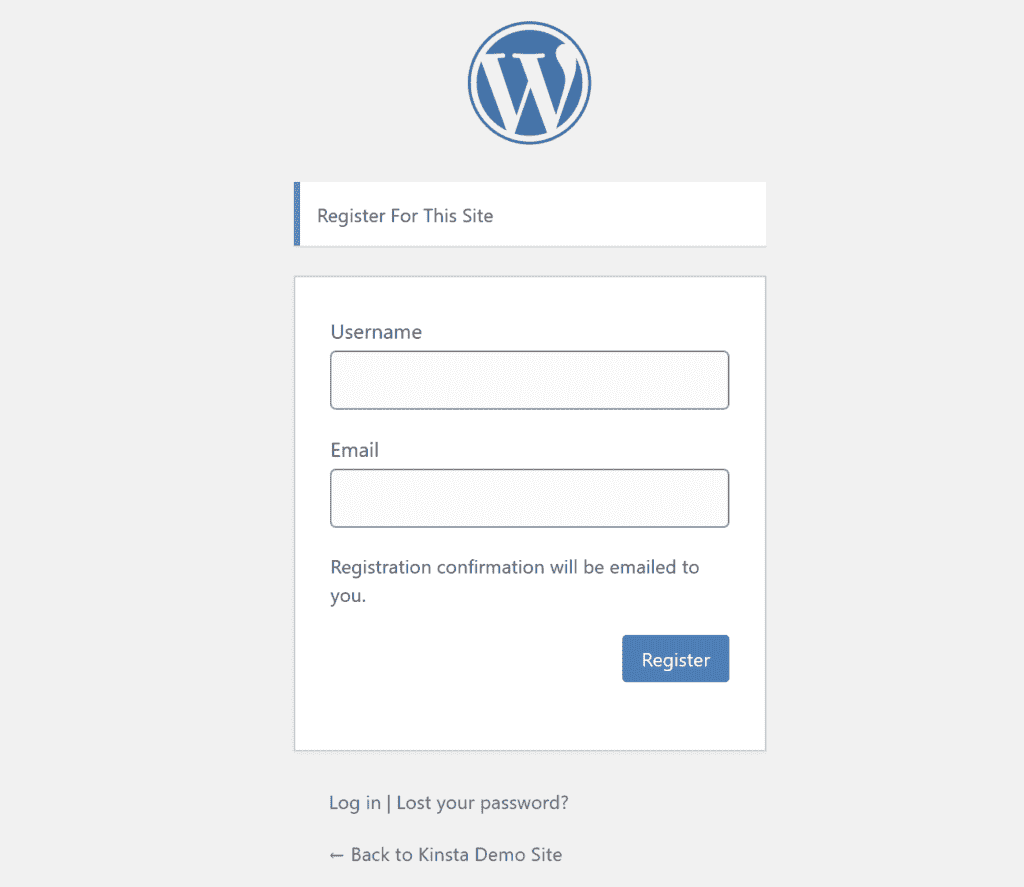 Register For This Site
Username
Email
Registration confirmation will be emailed to
you.
Register
Log in | Lost your password?
← Back to Kinsta Demo Site